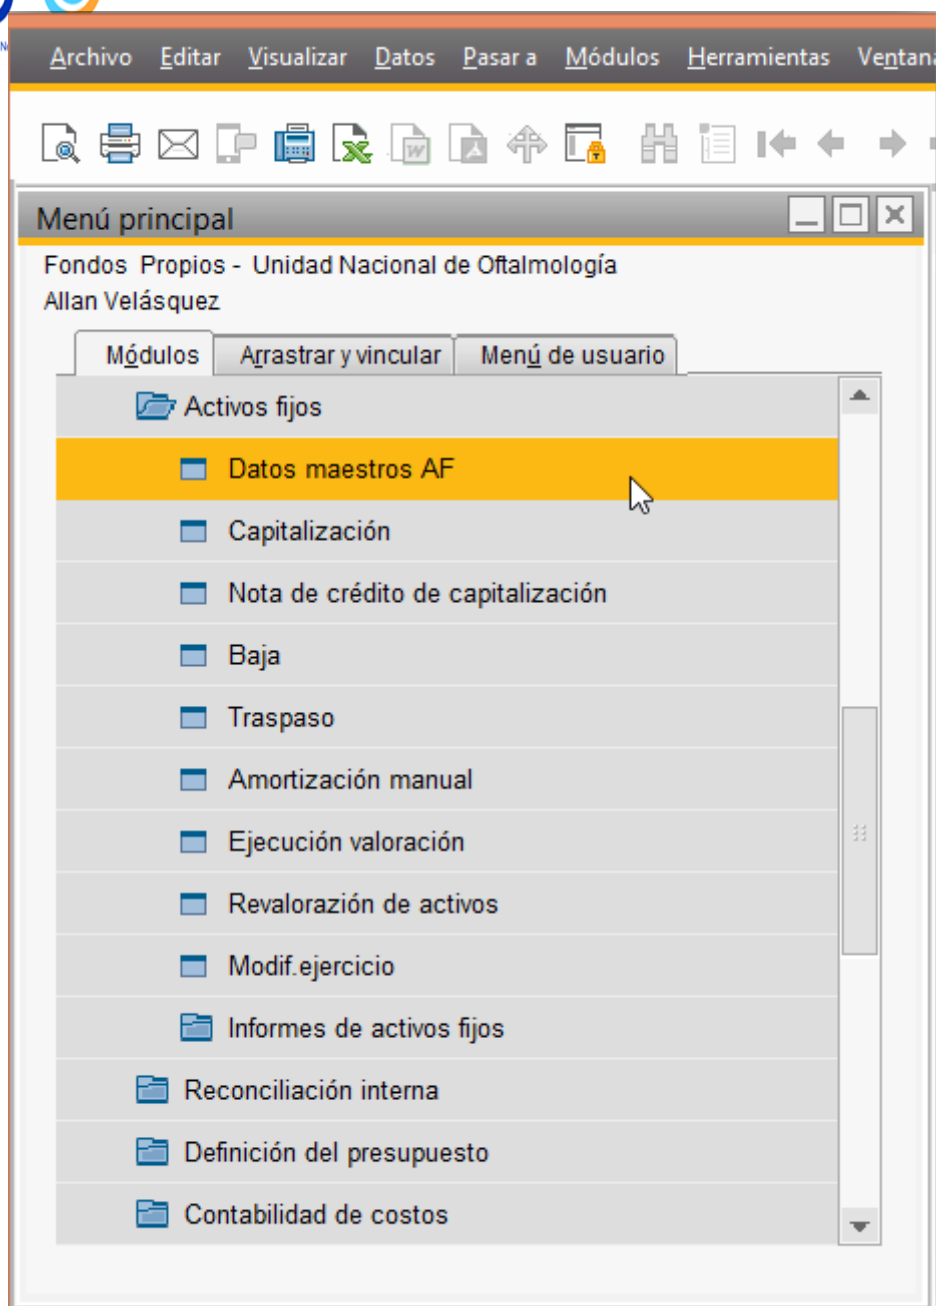 Archivo Editar Visualizar Datos Pasar a Módulos Herramientas Ventana
Menú principal
Fondos Propios - Unidad Nacional de Oftalmología
Allan Velásquez
Módulos Arrastrar y vincular Menú de usuario
Activos fijos
Datos maestros AF
Capitalización
Nota de crédito de capitalización
Baja
Traspaso
Amortización manual
Ejecución valoración
Revalorazión de activos
Modif.ejercicio
Informes de activos fijos
Reconciliación interna
Definición del presupuesto
Contabilidad de costos